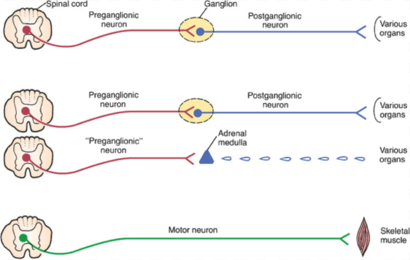 Spinal cord
Preganglionic
neuron
Ganglion
Postganglionic
neuron
Various
organs
Preganglionic
neuron
Postganglionic
neuron
Various
organs
"Preganglionic"
neuron
Adrenal
medulla
Various
organs
Motor neuron
Skeletal
muscle